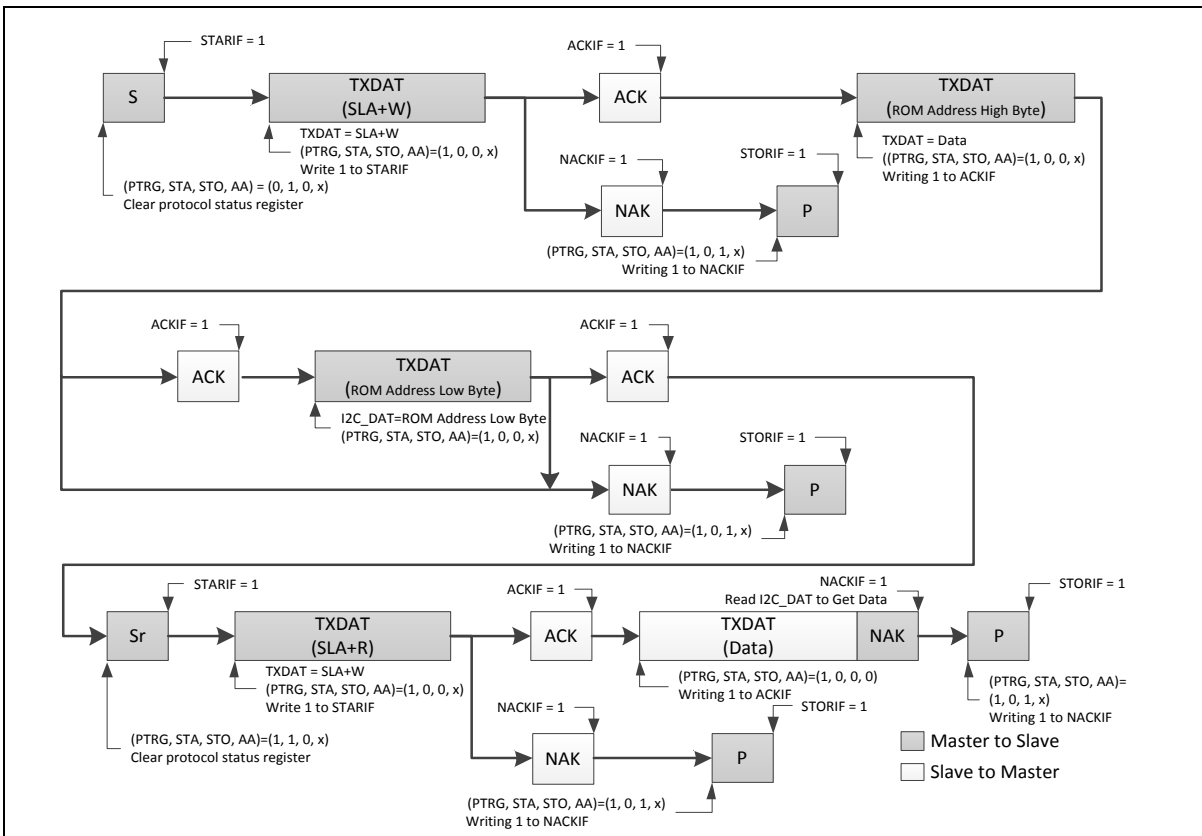 STARIF = 1
ACKIF = 1
S
TXDAT
(SLA+W)
ACK
TXDAT
(ROM Address High Byte)
TXDAT = SLA+W
(PTRG, STA, STO, AA)=(1, 0, 0, x)
Write 1 to STARIF
TXDAT = Data
((PTRG, STA, STO, AA)=(1, 0, 0, x)
Writing 1 to ACKIF
NACKIF = 1
STORIF = 1
(PTRG, STA, STO, AA) = (0, 1, 0, x)
Clear protocol status register
NAK
P
(PTRG, STA, STO, AA)=(1, 0, 1, x)
Writing 1 to NACKIF
ACKIF = 1
ACKIF = 1
ACK
TXDAT
(ROM Address Low Byte)
ACK
I2C_DAT=ROM Address Low Byte
(PTRG, STA, STO, AA)=(1, 0, 0, x)
NACKIF = 1
STORIF = 1
NAK
P
(PTRG, STA, STO, AA)=(1, 0, 1, x)
Writing 1 to NACKIF
STARIF = 1
ACKIF = 1
NACKIF = 1
Read I2C_DAT to Get Data
STORIF = 1
Sr
TXDAT
(SLA+R)
ACK
TXDAT
(Data)
NAK
P
TXDAT = SLA+W
(PTRG, STA, STO, AA)=(1, 0, 0, x)
Write 1 to STARIF
(PTRG, STA, STO, AA)=(1, 0, 0, 0)
Writing 1 to ACKIF
(PTRG, STA, STO, AA)=
(1, 0, 1, x)
Writing 1 to NACKIF
NACKIF = 1
STORIF = 1
(PTRG, STA, STO, AA)=(1, 1, 0, x)
Clear protocol status register
NAK
P
(PTRG, STA, STO, AA)=(1, 0, 1, x)
Writing 1 to NACKIF
Master to Slave
Slave to Master